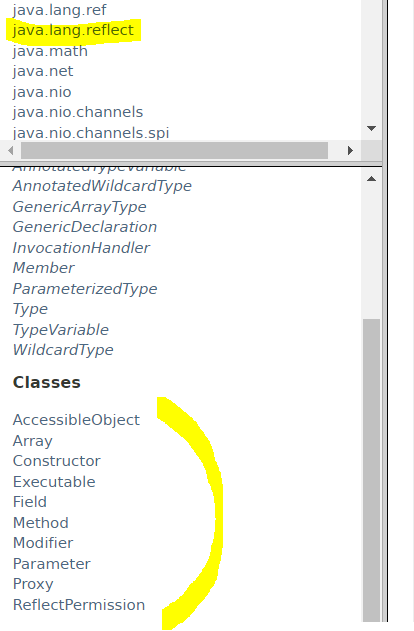 java.lang.ref
java.lang.reflect
java.math
java.net
java.nio
java.nio.channels
java.nio.channels.spi
AnnotatedTypeVariable
AnnotatedWildcardType
GenericArrayType
GenericDeclaration
InvocationHandler
Member
ParameterizedType
Type
TypeVariable
WildcardType
Classes
AccessibleObject
Array
Constructor
Executable
Field
Method
Modifier
Parameter
Proxy
ReflectPermission